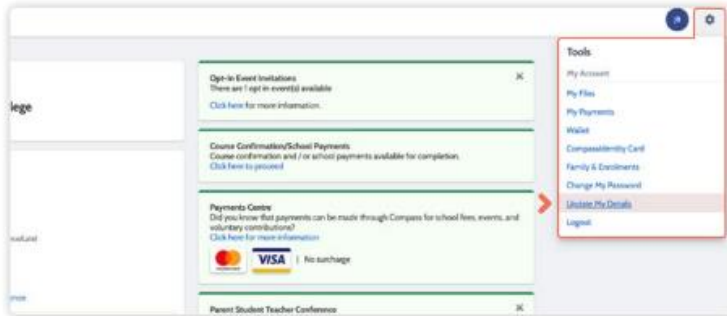 lege
evaluand
ence
Opt-In Event Invitations
There are 1 opt in event(s) available
Click here for more information.
Course Confirmation/School Payments
Course confirmation and / or school payments available for completion.
Click here to proceed
Payments Centre
Did you know that payments can be made through Compass for school fees, events, and
voluntary contributions?
Click here for more information
VISA | No surcharge
Parent Student Teacher Conference
Tools
My Account
My Files
My Payments
Wallet
CompassIdentity Card
Family & Enrolments
Change My Password
Update My Details
Logout